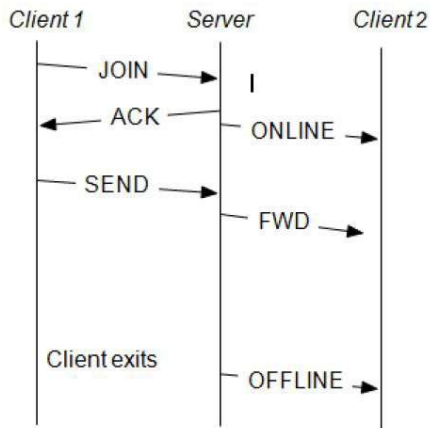 Client 1 Server Client 2
JOIN
ACK
ONLINE
SEND
FWD
Client exits
OFFLINE